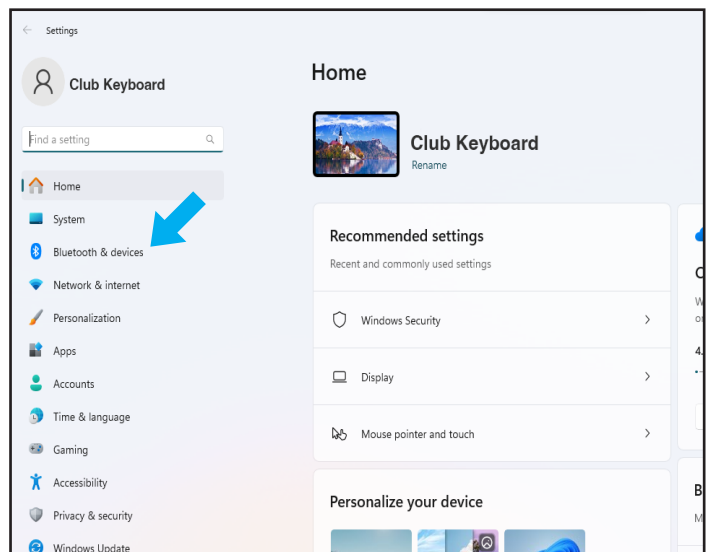 Settings
Club Keyboard
Find a setting
Home
System
Bluetooth & devices
Network & internet
Personalization
Apps
Accounts
Time & language
Gaming
Accessibility
Privacy & security
Windows Update
Home
Club Keyboard
Rename
Recommended settings
Recent and commonly used settings
Windows Security
Display
Mouse pointer and touch
Personalize your device
4.